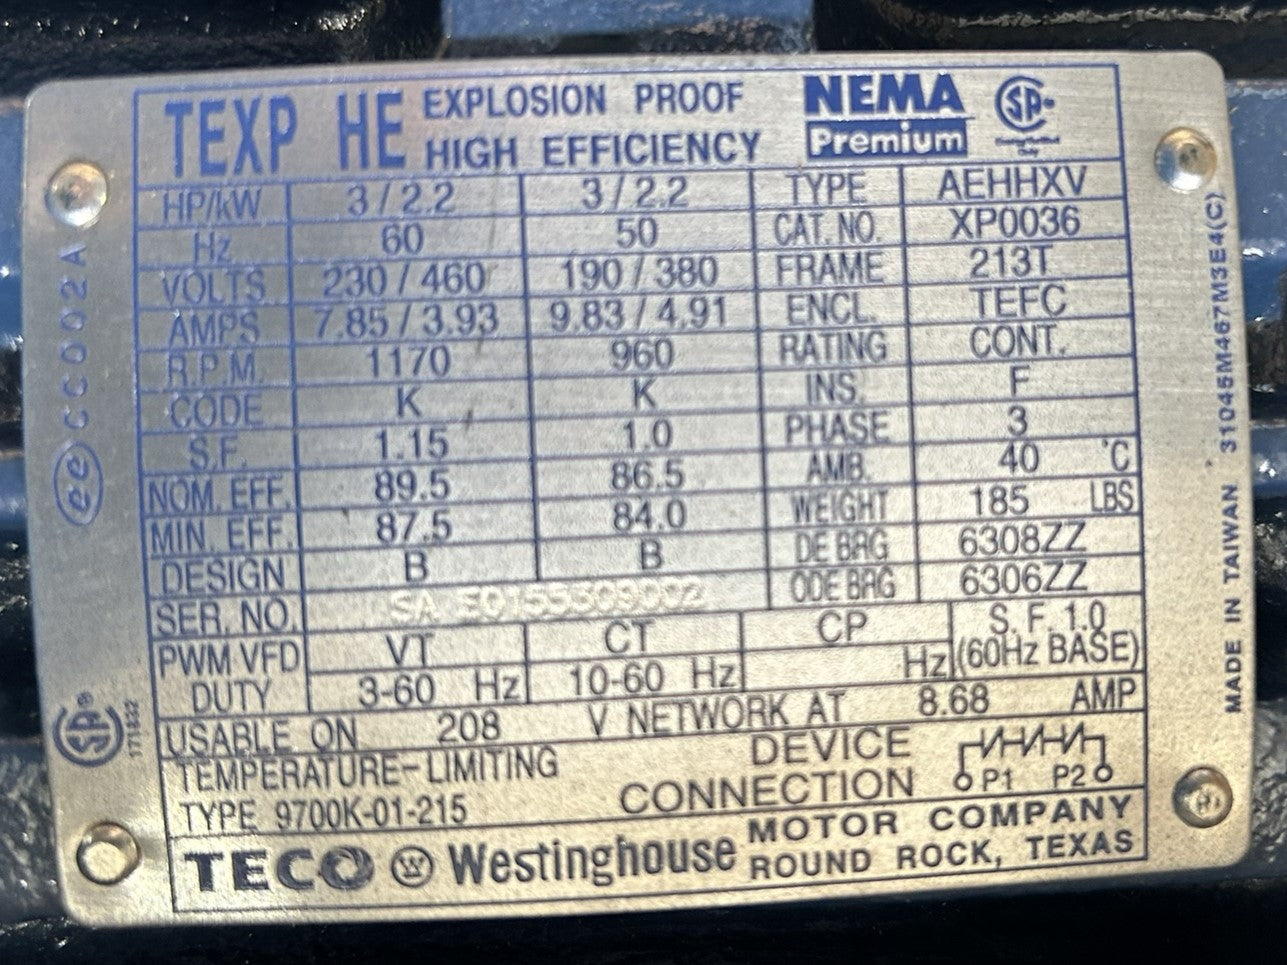 TEXP HE EXPLOSION PROOF HIGH EFFICIENCY NEMA Premium SP
HP/kW 3/2.2 3/2.2 TYPE AEHHXV
Hz 60 50 CAT. NO. XP0036
VOLTS 230/460 190/380 FRAME 213T
AMPS 7.85/3.93 9.83/4.91 ENCL. TEFC
R.P.M. 1170 960 RATING CONT.
CODE K K INS. F
S.F. 1.15 1.0 PHASE 3
NOM. EFF. 89.5 86.5 AMB. 40 °C
MIN. EFF. 87.5 84.0 WEIGHT 185 LBS
DESIGN B B DE BRG 6308ZZ
SER. NO. SA EQ155309002 ODE BRG 6306ZZ
PWM VFD DUTY VT CT CP S.F. 1.0
3-60 Hz 10-60 Hz Hz (60Hz BASE)
USABLE ON 208 V NETWORK AT 8.68 AMP
TEMPERATURE-LIMITING DEVICE
TYPE 9700K-01-215 CONNECTION P1 P2
TECO Westinghouse MOTOR COMPANY
ROUND ROCK, TEXAS
ee CC002A
SP® 171432
MADE IN TAIWAN 31045M467M3E4(C)